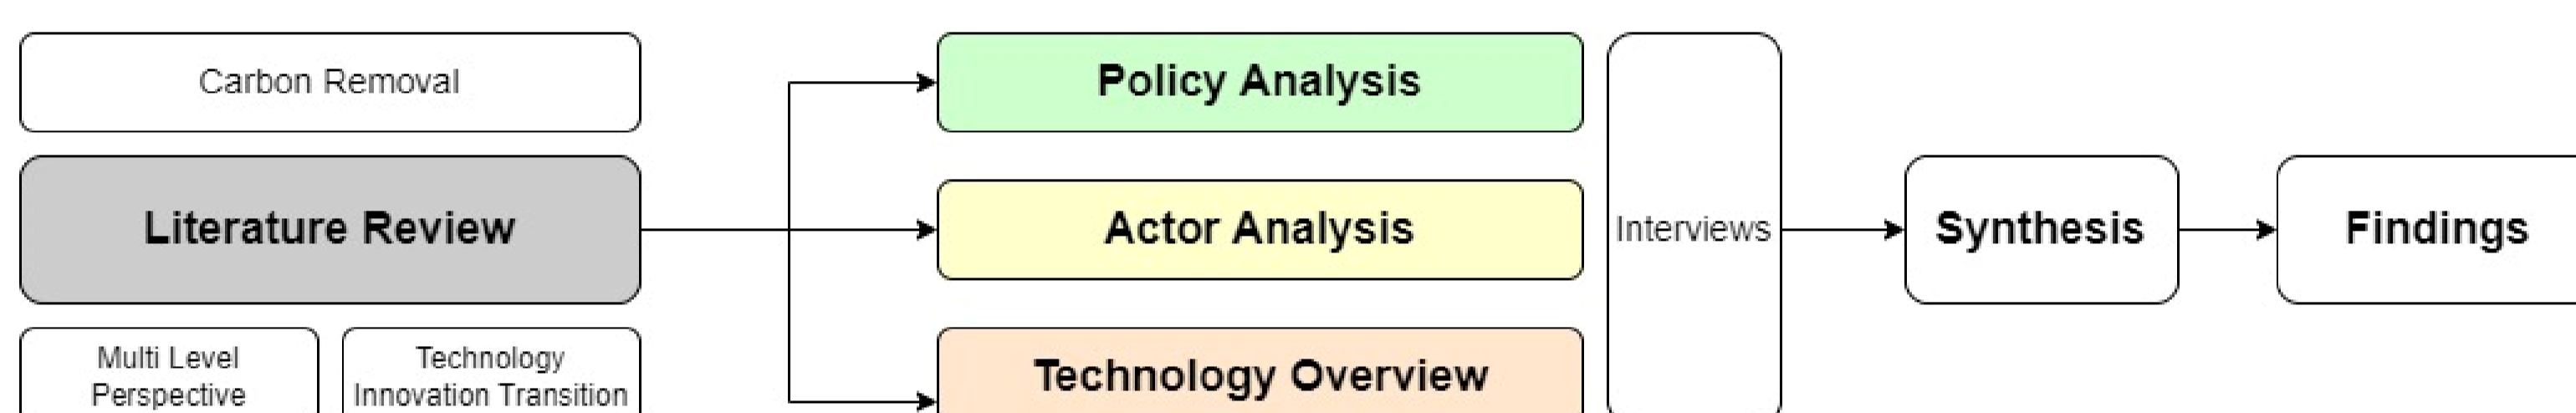 Carbon Removal
Literature Review
Multi Level
Perspective
Technology
Innovation Transition
Policy Analysis
Actor Analysis
Technology Overview
Interviews
Synthesis
Findings